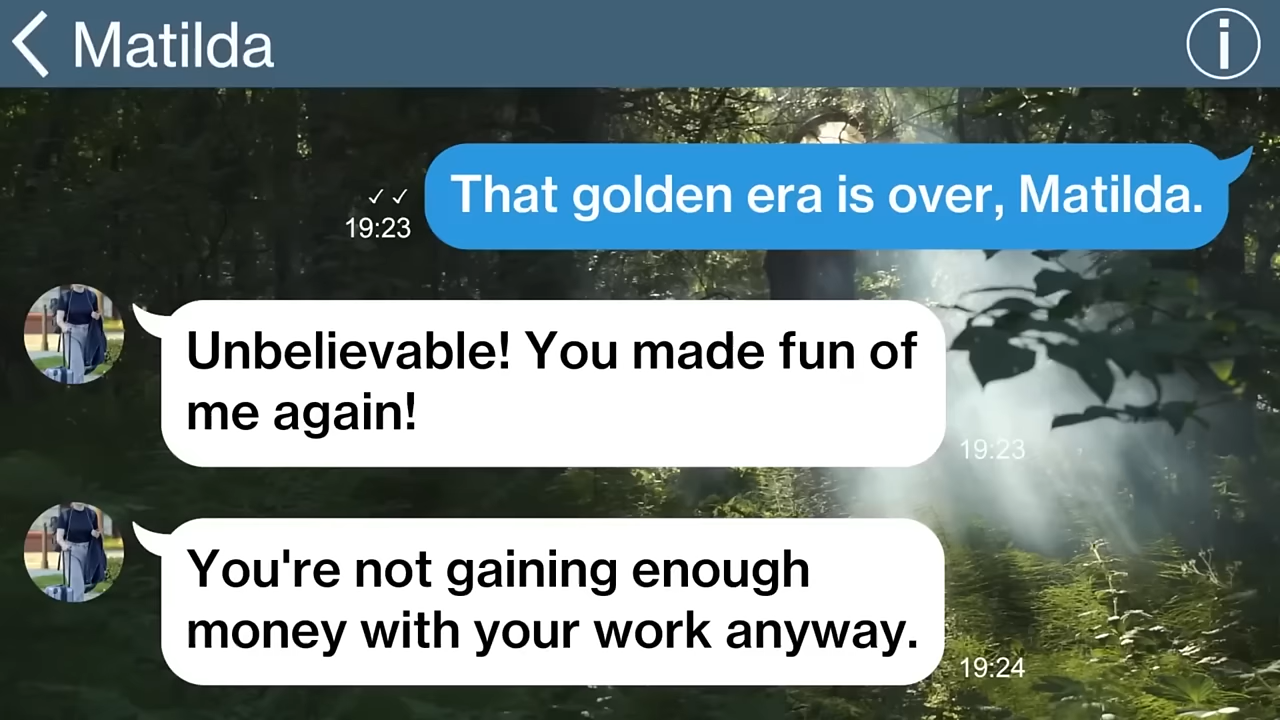 Matilda
That golden era is over, Matilda.
19:23
Unbelievable! You made fun of
me again!
19:23
You're not gaining enough
money with your work anyway.
19:24